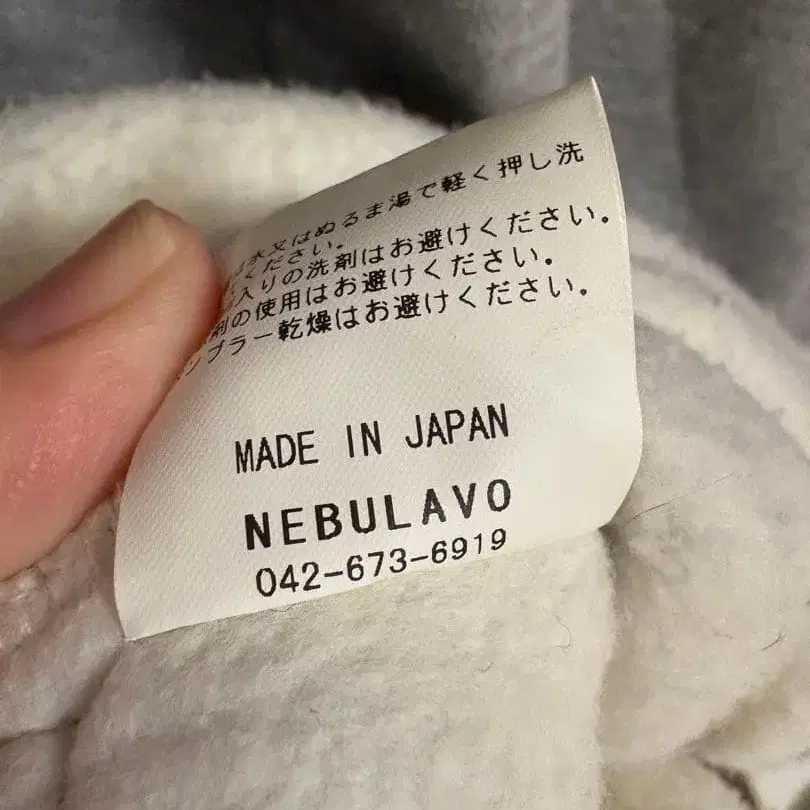 水又はぬるま湯で軽く押し洗
ください。
入りの洗剤はお避けください。
剤の使用はお避けください。
ンブラー乾燥はお避けください。
MADE IN JAPAN
NEBULAVO
042-673-6919